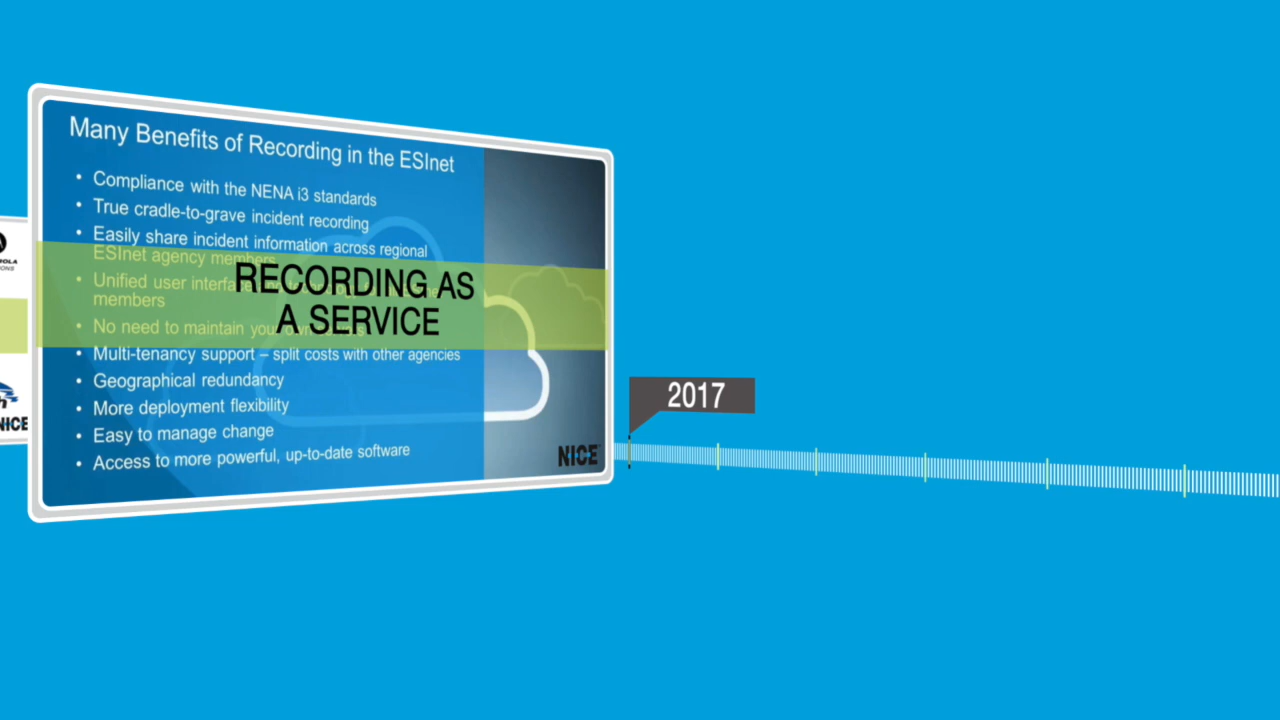 Many Benefits of Recording in the ESInet
• Compliance with the NENA i3 standards
• True cradle-to-grave incident recording
• Easily share incident information across regional
ESInet agency members
• Unified user interface
members
• No need to maintain your own
RECORDING AS
A SERVICE
• Multi-tenancy support – split costs with other agencies
• Geographical redundancy
• More deployment flexibility
• Easy to manage change
• Access to more powerful, up-to-date software
NICE
2017
NICE